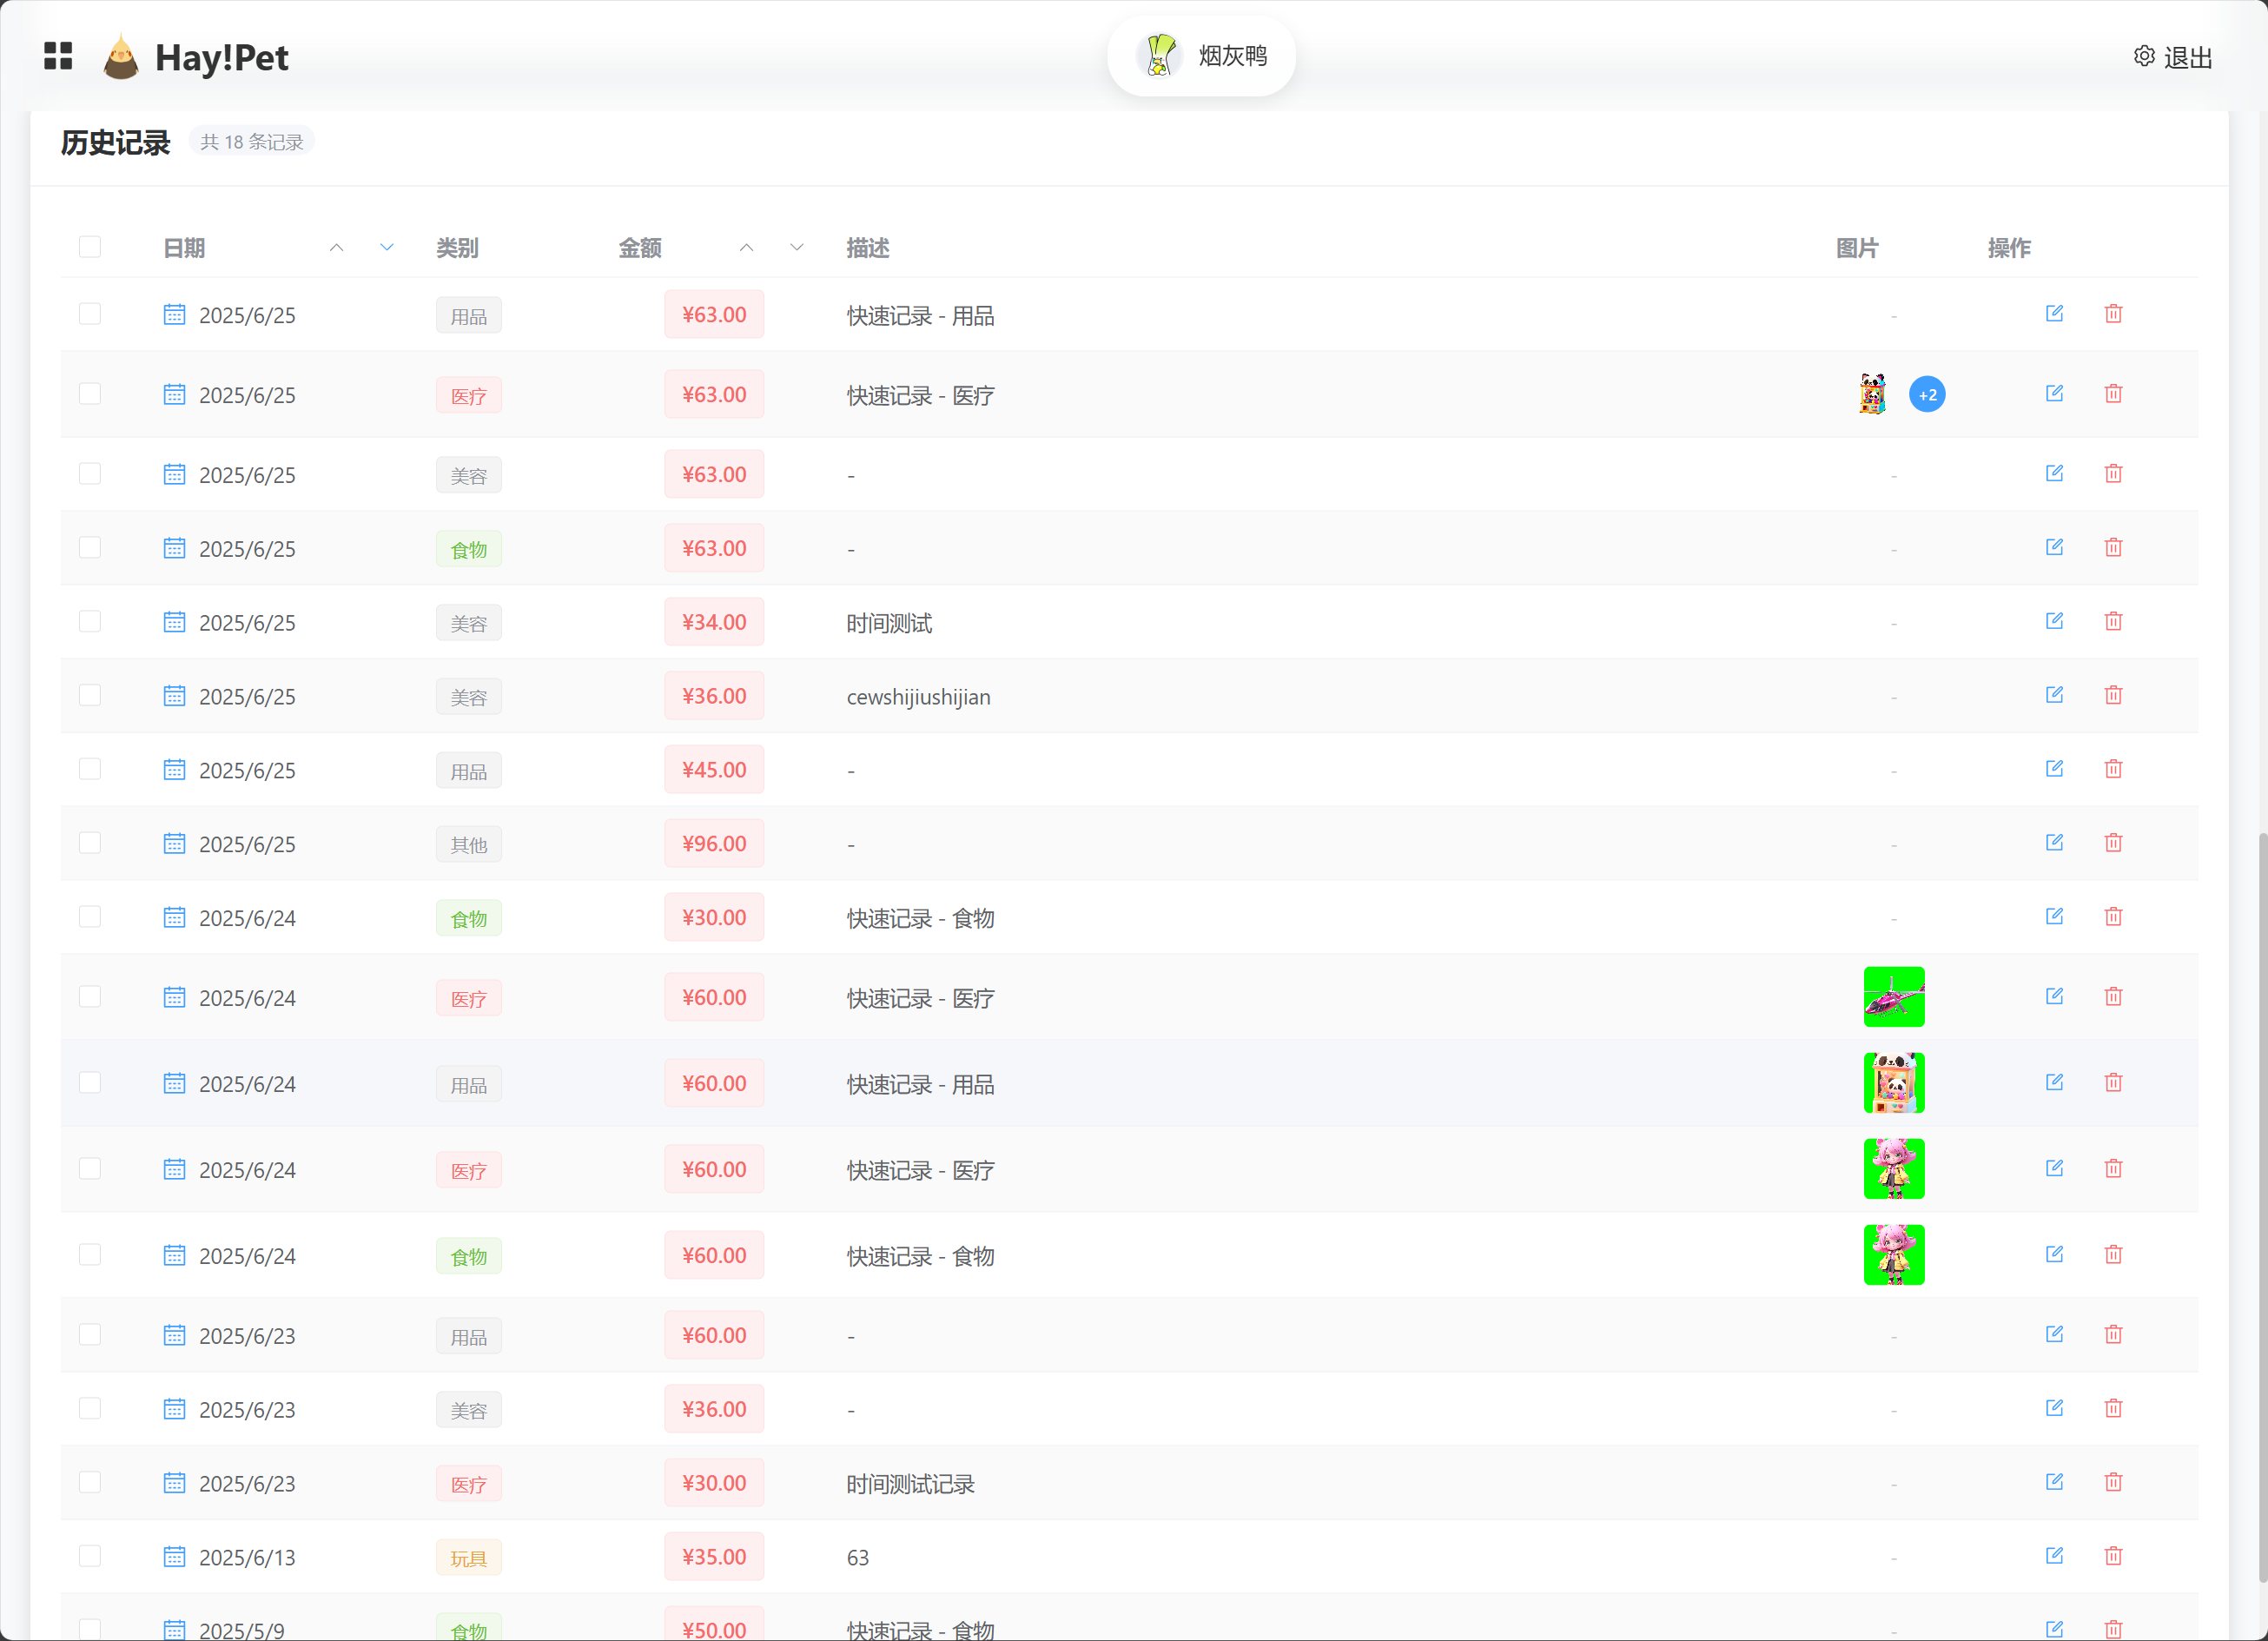 Hay!Pet 烟灰鸭 退出
历史记录 共 18 条记录
日期 类别 金额 描述 图片 操作
2025/6/25 用品 ¥63.00 快速记录 - 用品 -
2025/6/25 医疗 ¥63.00 快速记录 - 医疗 +2
2025/6/25 美容 ¥63.00 - -
2025/6/25 食物 ¥63.00 - -
2025/6/25 美容 ¥34.00 时间测试 -
2025/6/25 美容 ¥36.00 cewshijiushijian -
2025/6/25 用品 ¥45.00 - -
2025/6/25 其他 ¥96.00 - -
2025/6/24 食物 ¥30.00 快速记录 - 食物 -
2025/6/24 医疗 ¥60.00 快速记录 - 医疗
2025/6/24 用品 ¥60.00 快速记录 - 用品
2025/6/24 医疗 ¥60.00 快速记录 - 医疗
2025/6/24 食物 ¥60.00 快速记录 - 食物
2025/6/23 用品 ¥60.00 - -
2025/6/23 美容 ¥36.00 - -
2025/6/23 医疗 ¥30.00 时间测试记录 -
2025/6/13 玩具 ¥35.00 63 -
2025/5/9 食物 ¥50.00 快速记录 - 食物 -